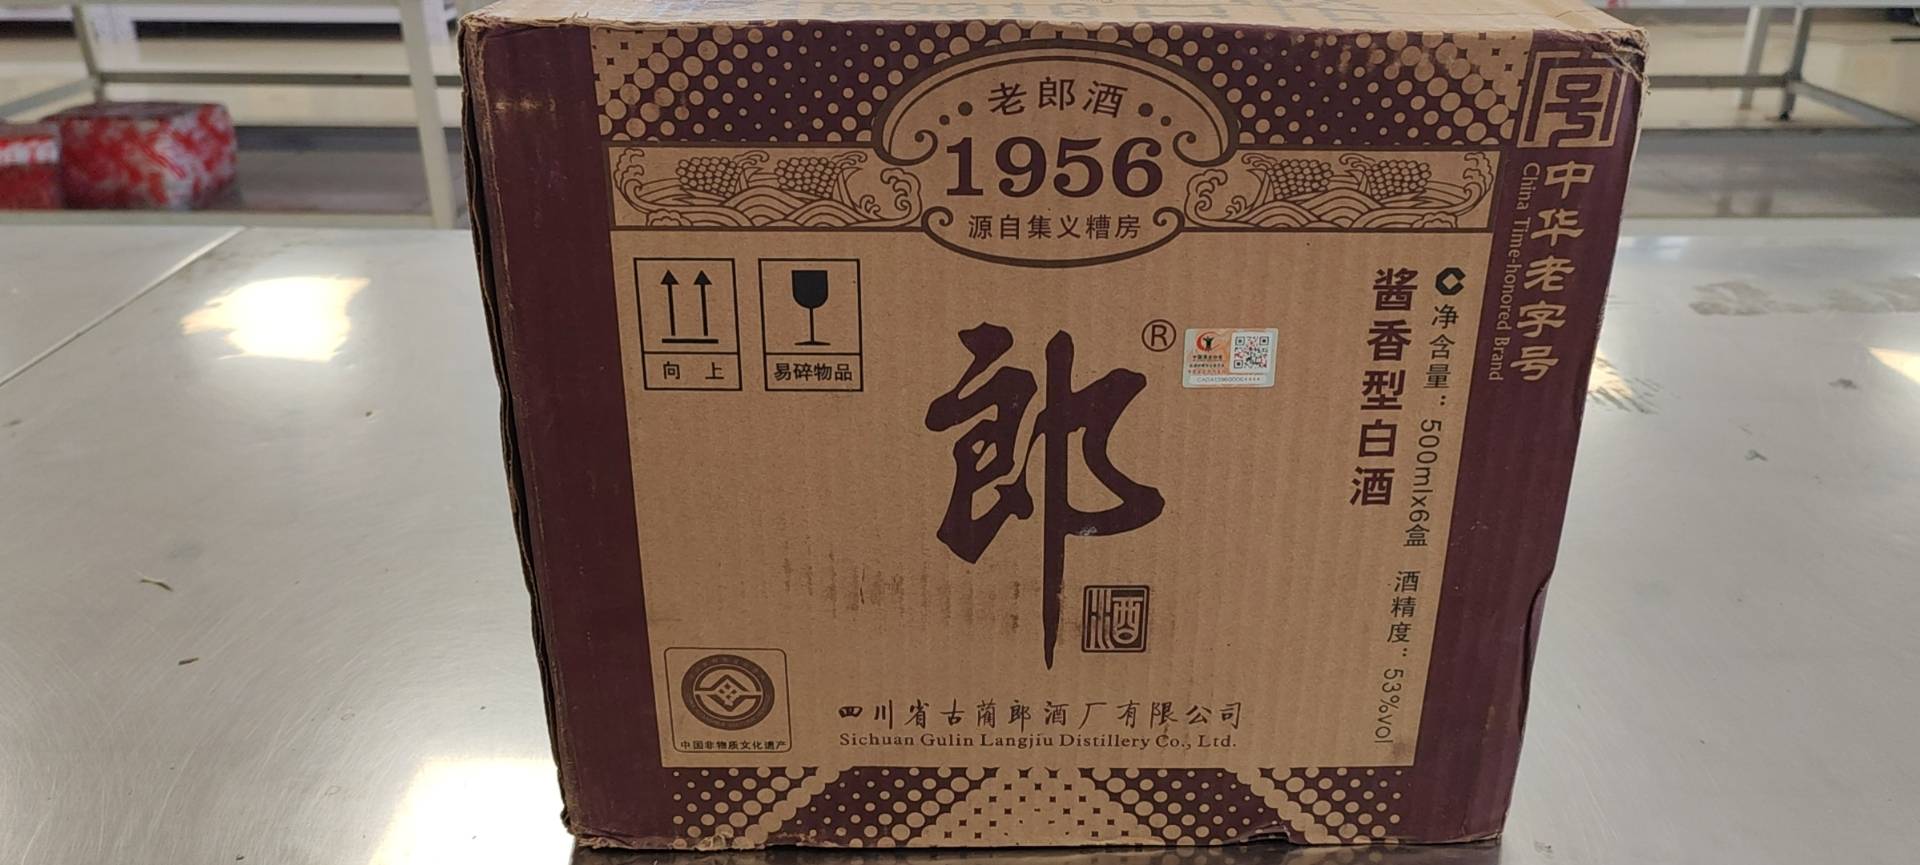 老郎酒
1956
源自集义糟房
号
中华老字号
China Time-honored Brand
向 上
易碎物品
郎
®
酒
酱香型白酒
净含量：500mlx6盒 酒精度：53%vol
中国非物质文化遗产
四川省古蔺郎酒厂有限公司
Sichuan Gulin Langjiu Distillery Co., Ltd.